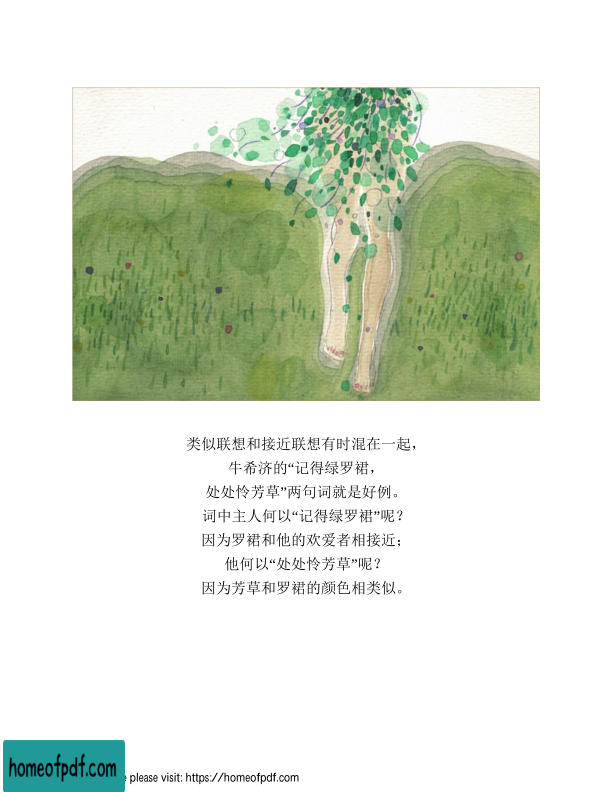 类似联想和接近联想有时混在一起，
牛希济的“记得绿罗裙，
处处怜芳草”两句词就是好例。
词中主人何以“记得绿罗裙”呢？
因为罗裙和他的欢爱者相接近；
他何以“处处怜芳草”呢？
因为芳草和罗裙的颜色相类似。
homeofpdf.com
please visit: https://homeofpdf.com